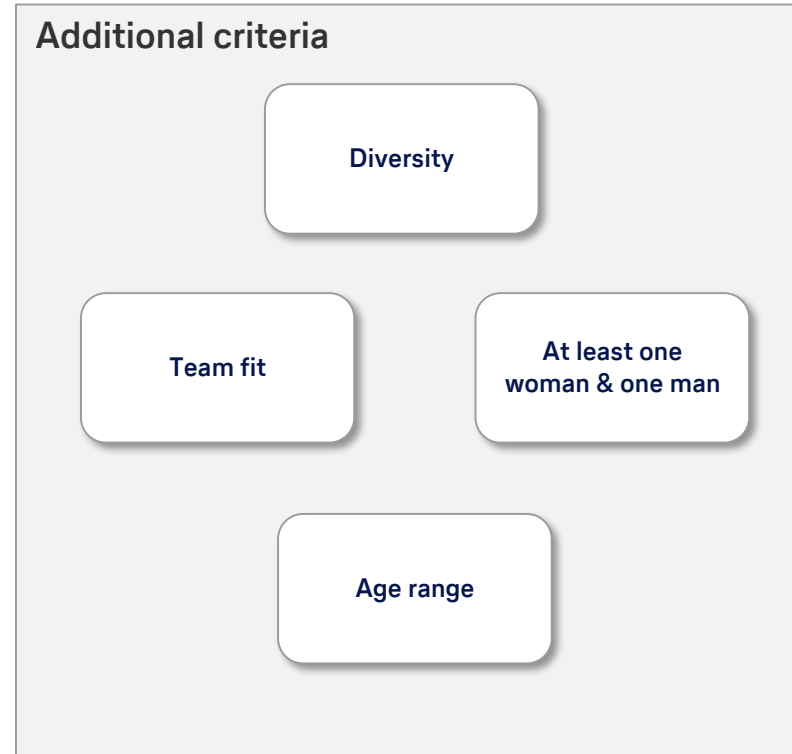 Additional criteria
Diversity
Team fit
At least one
woman & one man
Age range